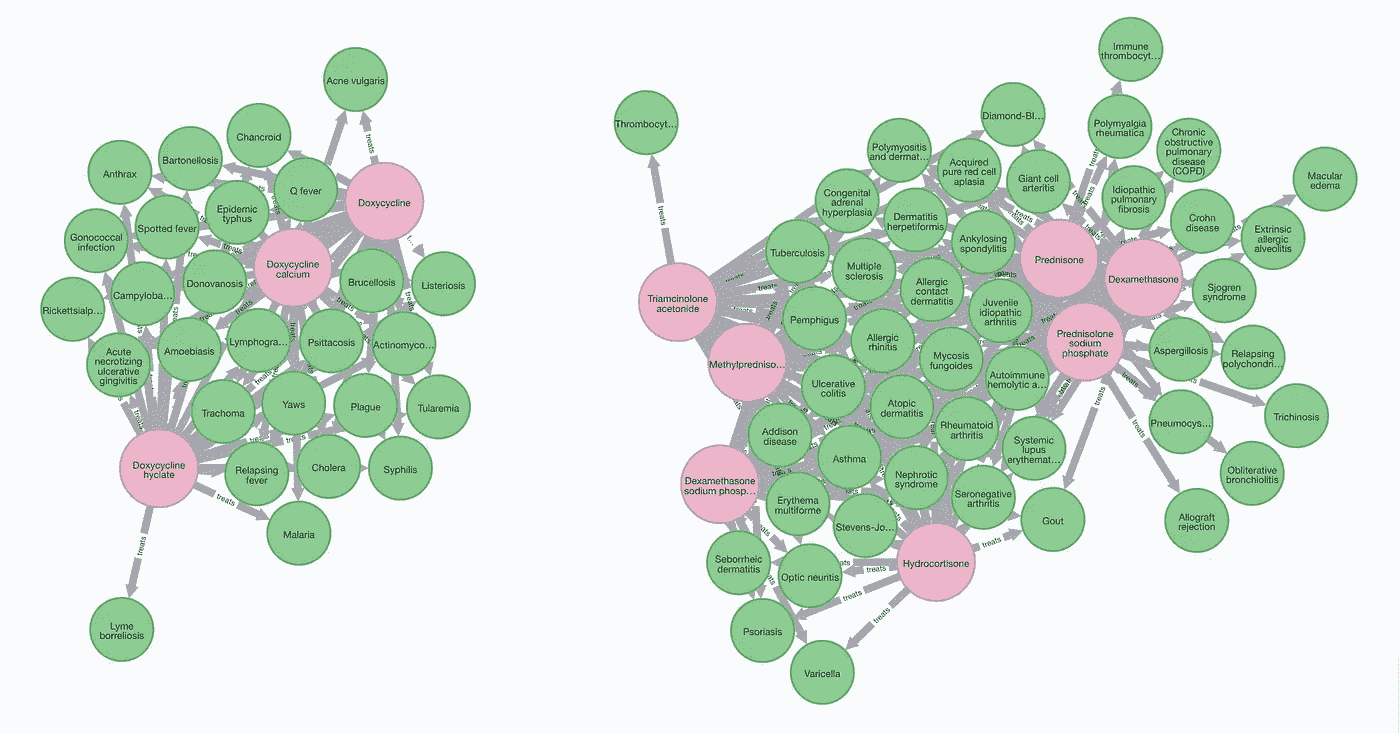 Acne vulgaris
Chancroid
Bartonellosis
Anthrax
Q fever
Doxycycline
treats
Epidemic
typhus
Spotted fever
Gonococcal
infection
treats
Doxycycline
calcium
Donovanosis
Brucellosis
Listeriosis
Campyloba...
Rickettsialp...
Acute
necrotizing
ulcerative
gingivitis
Amoebiasis
Lymphogra...
Psittacosis
Actinomyco...
Trachoma
Yaws
Plague
Tularemia
Doxycycline
hyclate
Relapsing
fever
Cholera
Syphilis
treats
Malaria
treats
Lyme
borreliosis
Immune
thrombocyt...
Thrombocyt...
treats
Diamond-Bl...
Polymyalgia
rheumatica
Chronic
obstructive
pulmonary
disease
(COPD)
Polymyositis
and dermat...
Acquired
pure red cell
aplasia
Giant cell
arteritis
Idiopathic
pulmonary
fibrosis
Macular
edema
Congenital
adrenal
hyperplasia
Dermatitis
herpetiformis
Ankylosing
spondylitis
Crohn
disease
Extrinsic
allergic
alveolitis
Tuberculosis
Multiple
sclerosis
Allergic
contact
dermatitis
Prednisone
Dexamethasone
Sjogren
syndrome
Triamcinolone
acetonide
Pemphigus
Allergic
rhinitis
Juvenile
idiopathic
arthritis
Prednisolone
sodium
phosphate
Aspergillosis
Relapsing
polychondri...
Methylpredniso...
Ulcerative
colitis
Mycosis
fungoides
Autoimmune
hemolytic a...
treats
treats
Trichinosis
Addison
disease
Atopic
dermatitis
Rheumatoid
arthritis
Systemic
lupus
erythemat...
treats
treats
Pneumocys...
Dexamethasone
sodium phosp...
Asthma
Nephrotic
syndrome
Seronegative
arthritis
Obliterative
bronchiolitis
Erythema
multiforme
Stevens-Jo...
Gout
Allograft
rejection
treats
Seborrheic
dermatitis
Optic neuritis
treats
Hydrocortisone
treats
Psoriasis
treats
Varicella